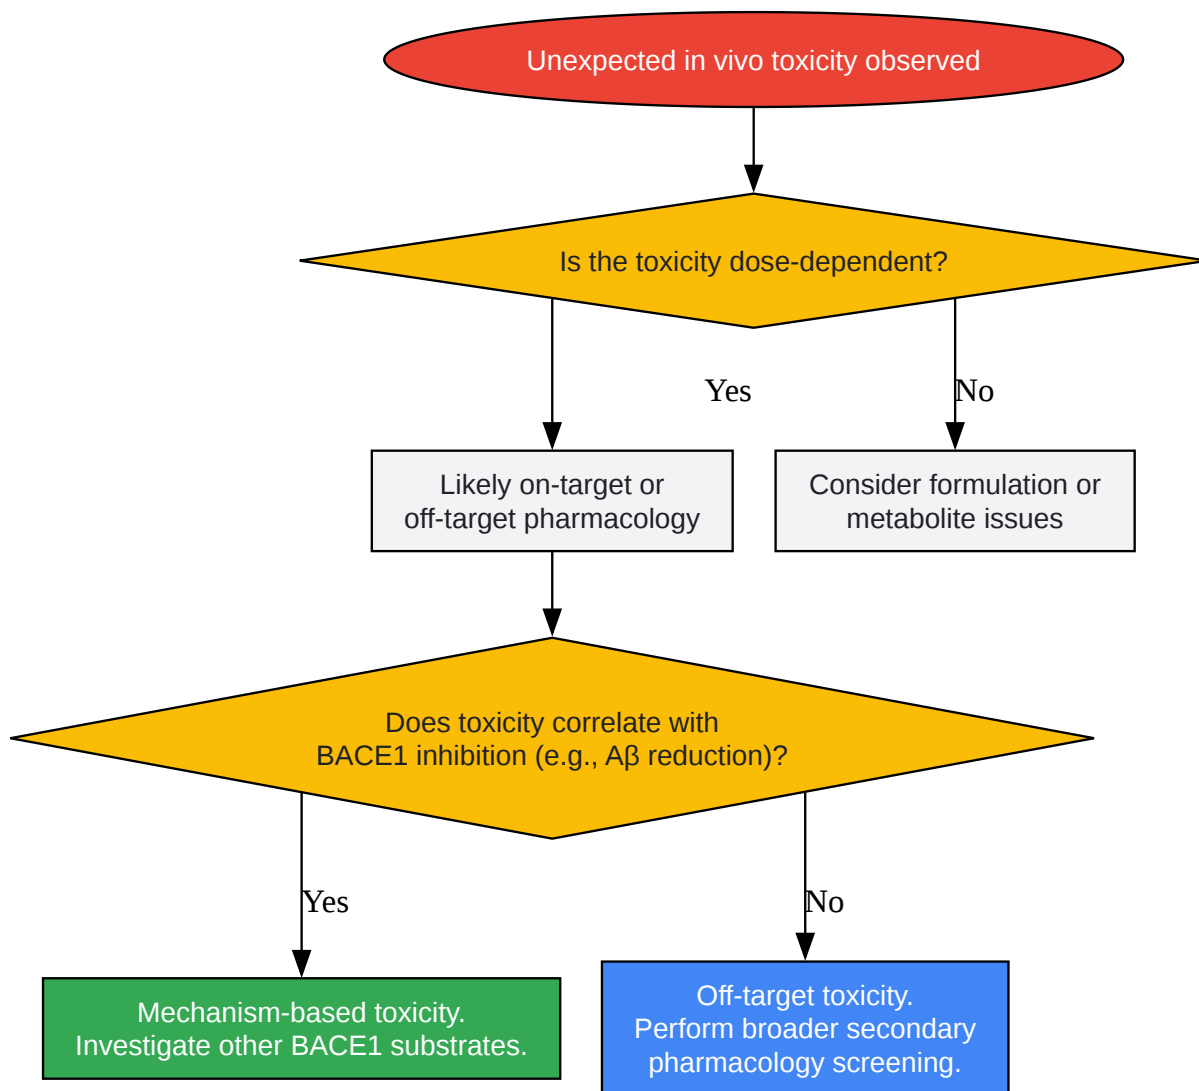 Unexpected in vivo toxicity observed
Is the toxicity dose-dependent?
Yes
No
Likely on-target or
off-target pharmacology
Consider formulation or
metabolite issues
Does toxicity correlate with
BACE1 inhibition (e.g., Aβ reduction)?
Yes
No
Mechanism-based toxicity.
Investigate other BACE1 substrates.
Off-target toxicity.
Perform broader secondary
pharmacology screening.